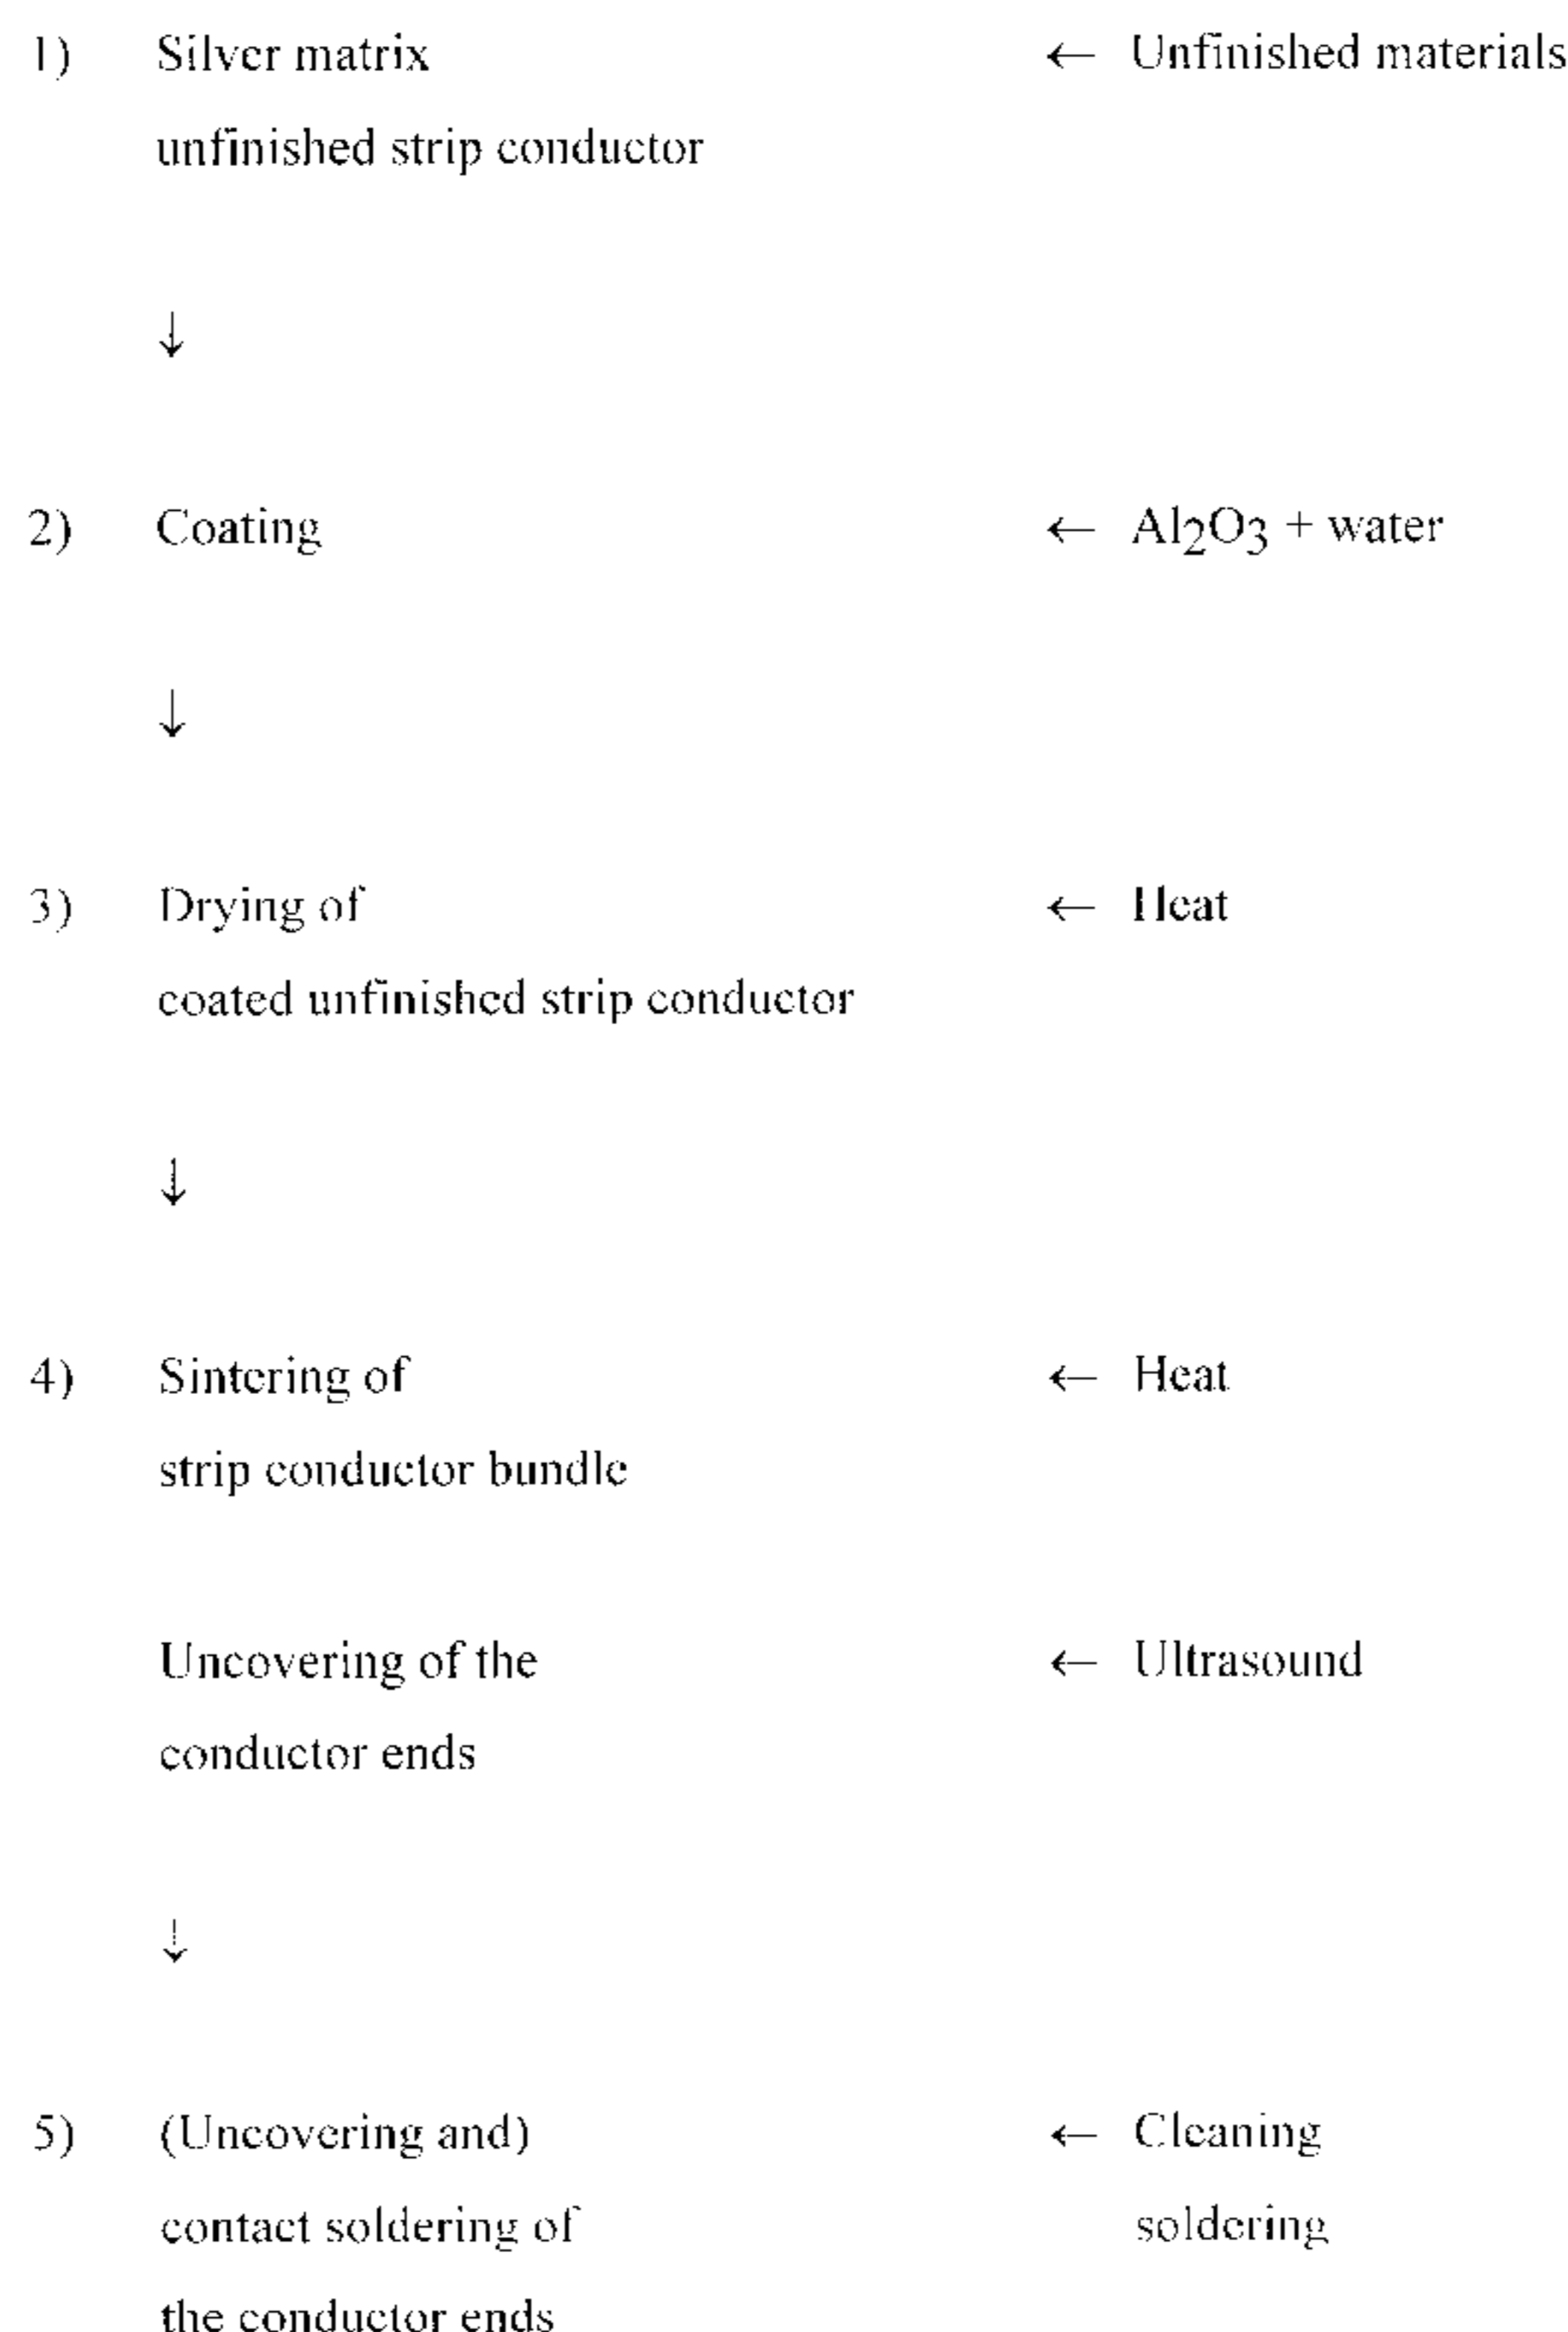 1) Silver matrix ← Unfinished materials
unfinished strip conductor
↓
2) Coating ← Al2O3 + water
↓
3) Drying of ← Heat
coated unfinished strip conductor
↓
4) Sintering of ← Heat
strip conductor bundle
Uncovering of the ← Ultrasound
conductor ends
↓
5) (Uncovering and) ← Cleaning
contact soldering of soldering
the conductor ends